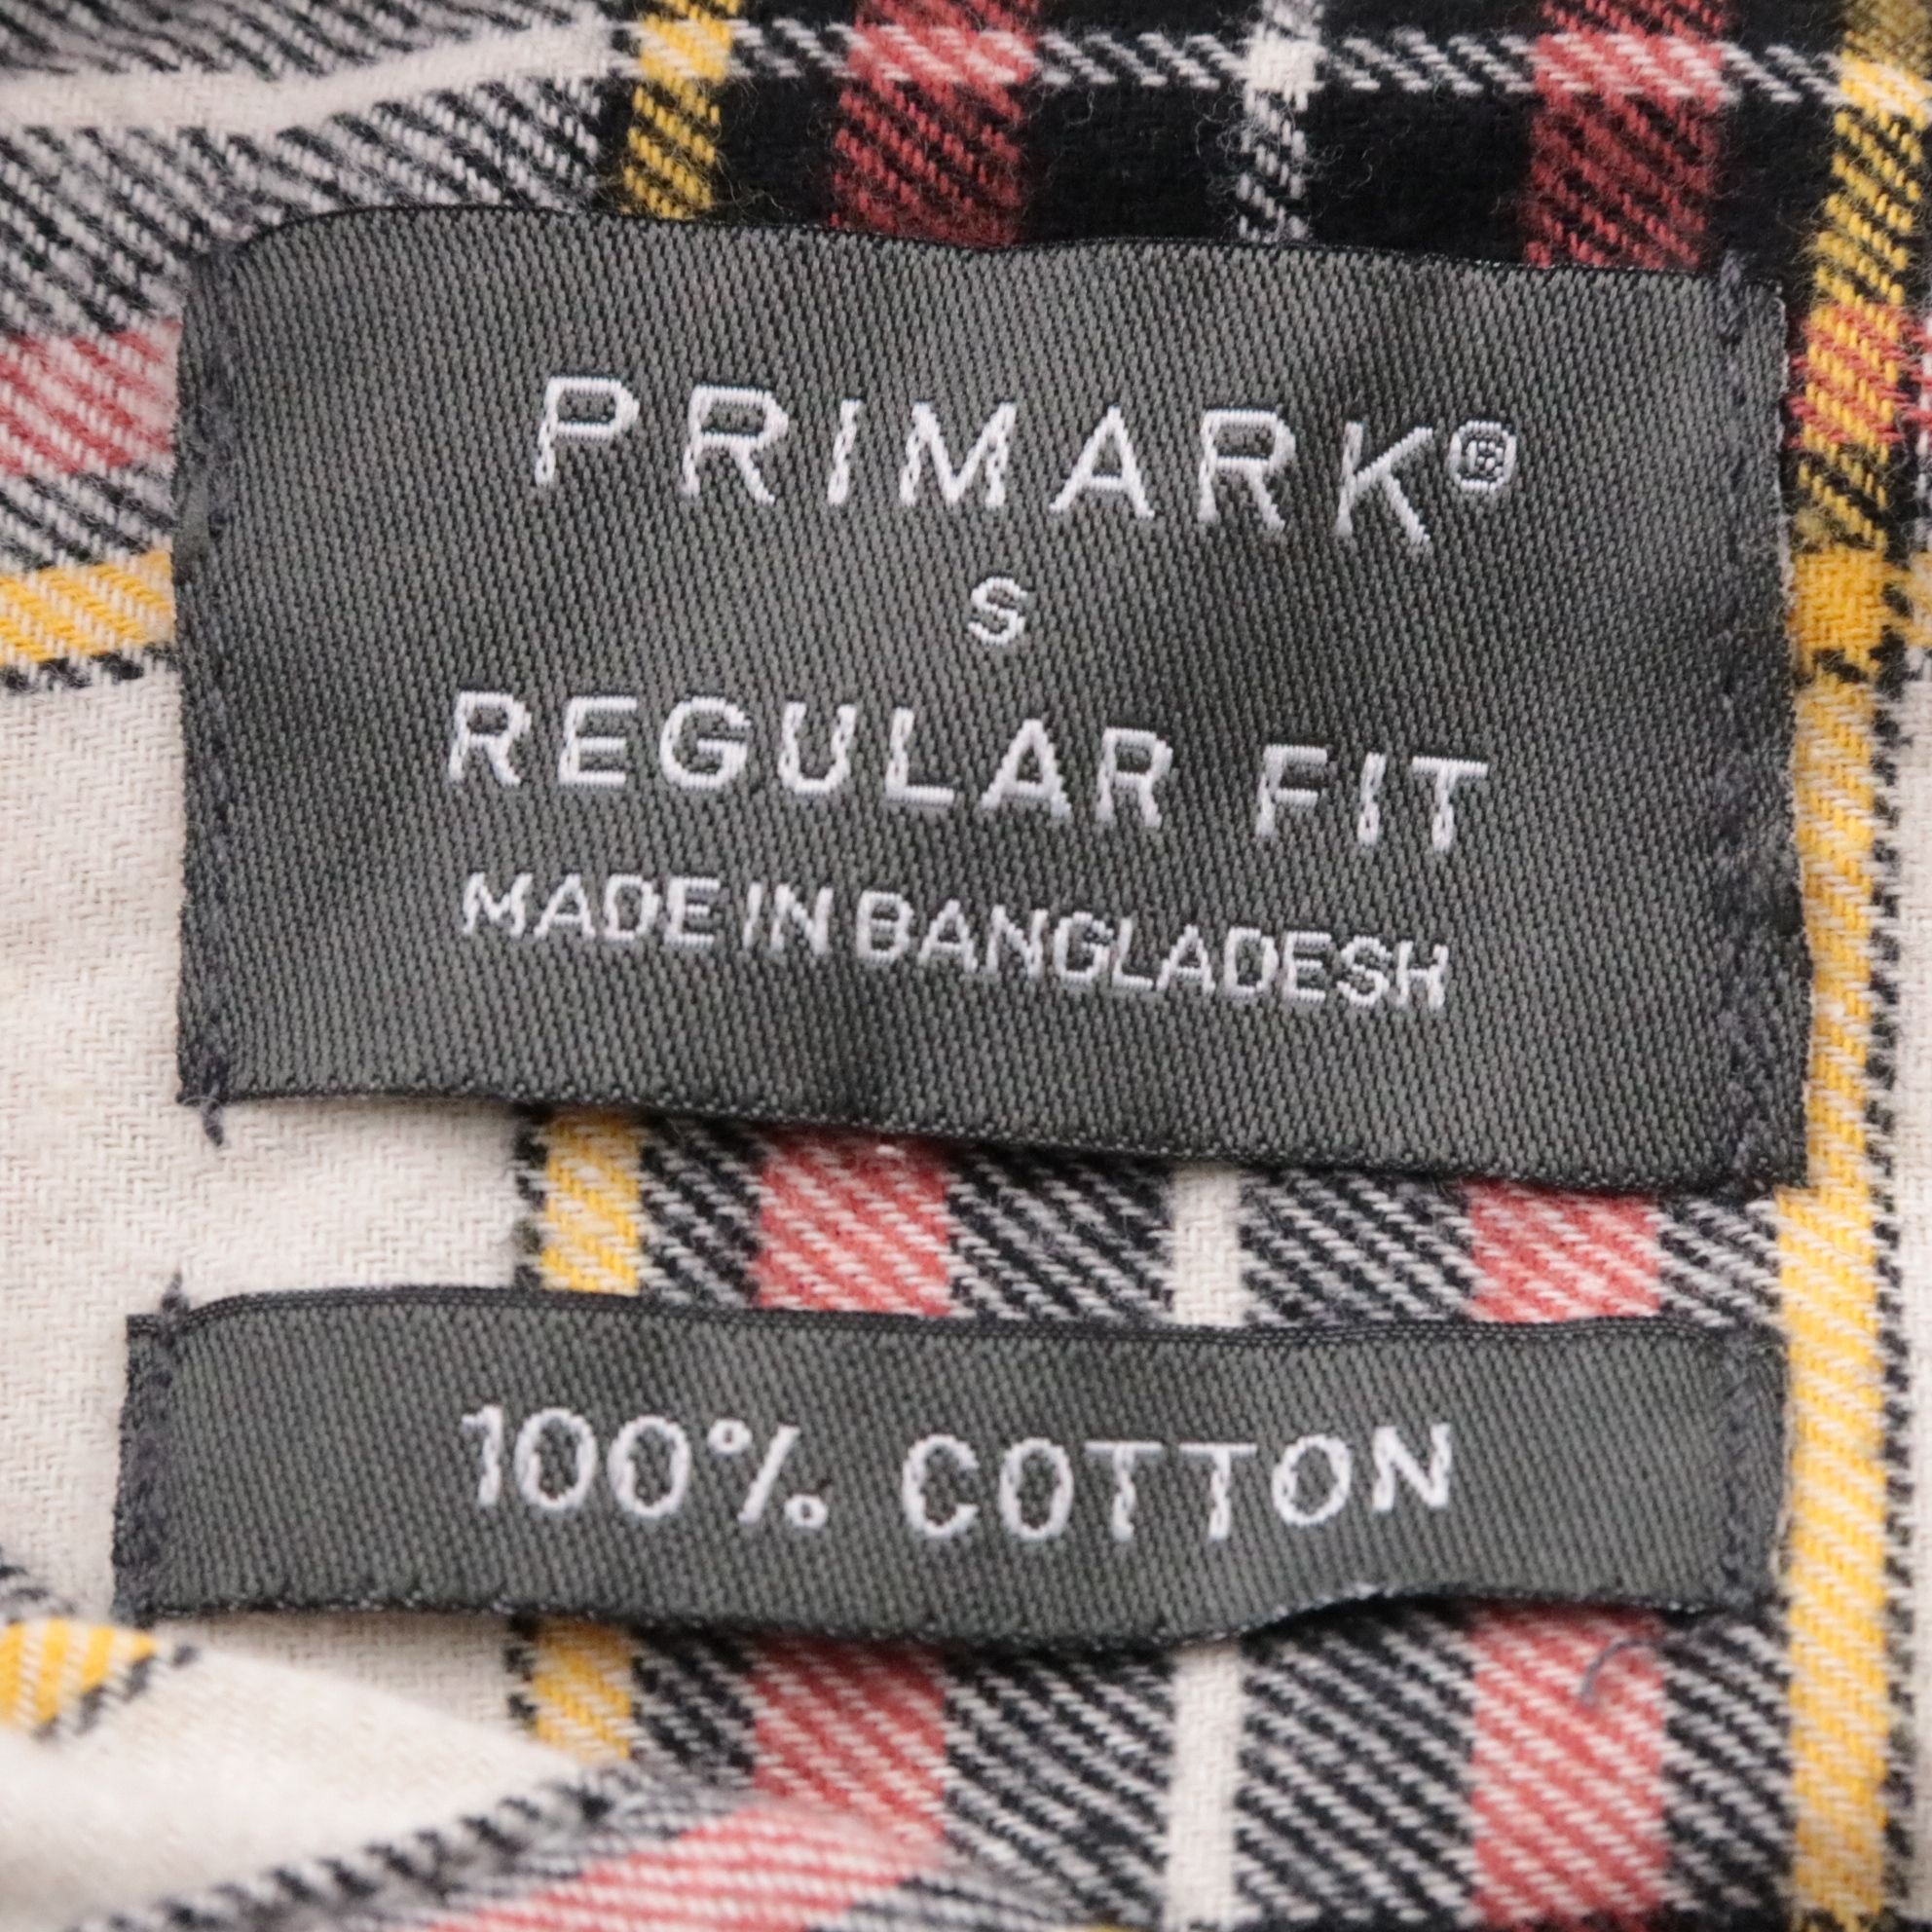 PRIMARK®
S
REGULAR FIT
MADE IN BANGLADESH
100% COTTON